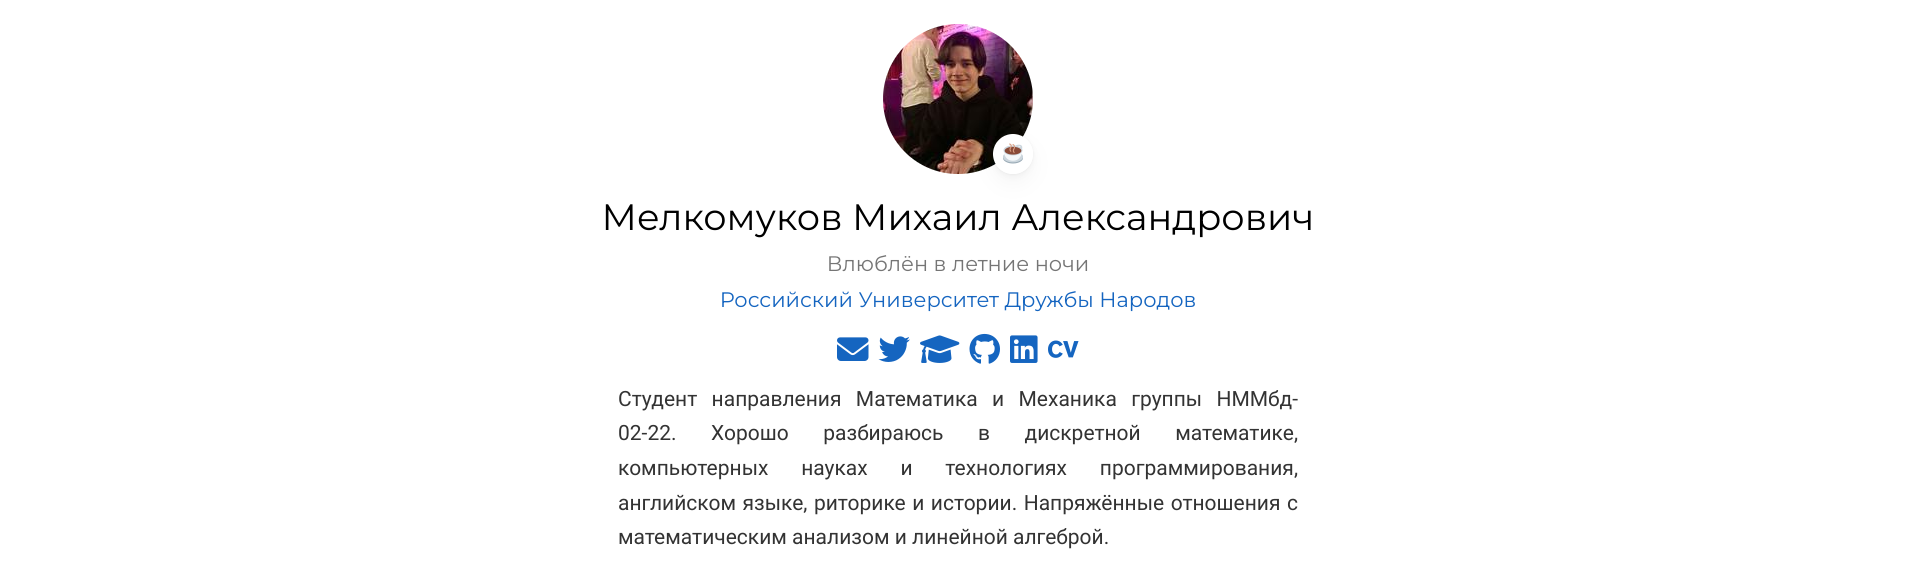 Мелкомуков Михаил Александрович
Влюблён в летние ночи
Российский Университет Дружбы Народов
CV
Студент направления Математика и Механика группы НММбд-
02-22. Хорошо разбираюсь в дискретной математике,
компьютерных науках и технологиях программирования,
английском языке, риторике и истории. Напряжённые отношения с
математическим анализом и линейной алгеброй.